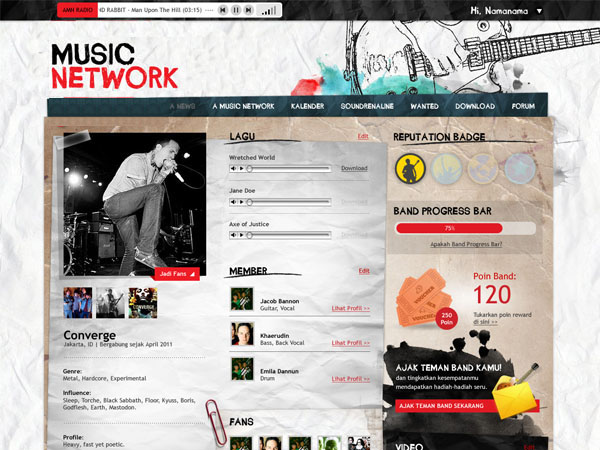 AMN RADIO
ND RABBIT - Man Upon The Hill (03:15)
Hi, Namanama
MUSIC
NETWORK
A NEWS
A MUSIC NETWORK
KALENDER
SOUNDRENALINE
WANTED
DOWNLOAD
FORUM
Jadi Fans
CONVERGE
Converge
Jakarta, ID | Bergabung sejak April 2011
Genre:
Metal, Hardcore, Experimental
Influence:
Sleep, Torche, Black Sabbath, Floor, Kyuss, Boris,
Godflesh, Earth, Mastodon.
Profile:
Heavy, fast yet poetic.
LAGU
Edit
Wretched World
Download
Jane Doe
Download
Axe of Justice
Download
MEMBER
Edit
Jacob Bannon
Guitar, Vocal
Lihat Profil >>
Khaerudin
Bass, Back Vocal
Lihat Profil >>
Emila Dannun
Drum
Lihat Profil >>
FANS
REPUTATION BADGE
BAND PROGRESS BAR
75%
Apakah Band Progress Bar?
VOUCHER
VOUCHER
250
Poin
Poin Band:
120
Tukarkan poin reward
di sini >>
AJAK TEMAN BAND KAMU!
dan tingkatkan kesempatanmu
mendapatkan hadiah-hadiah seru.
AJAK TEMAN BAND SEKARANG
VIDEO
Edit